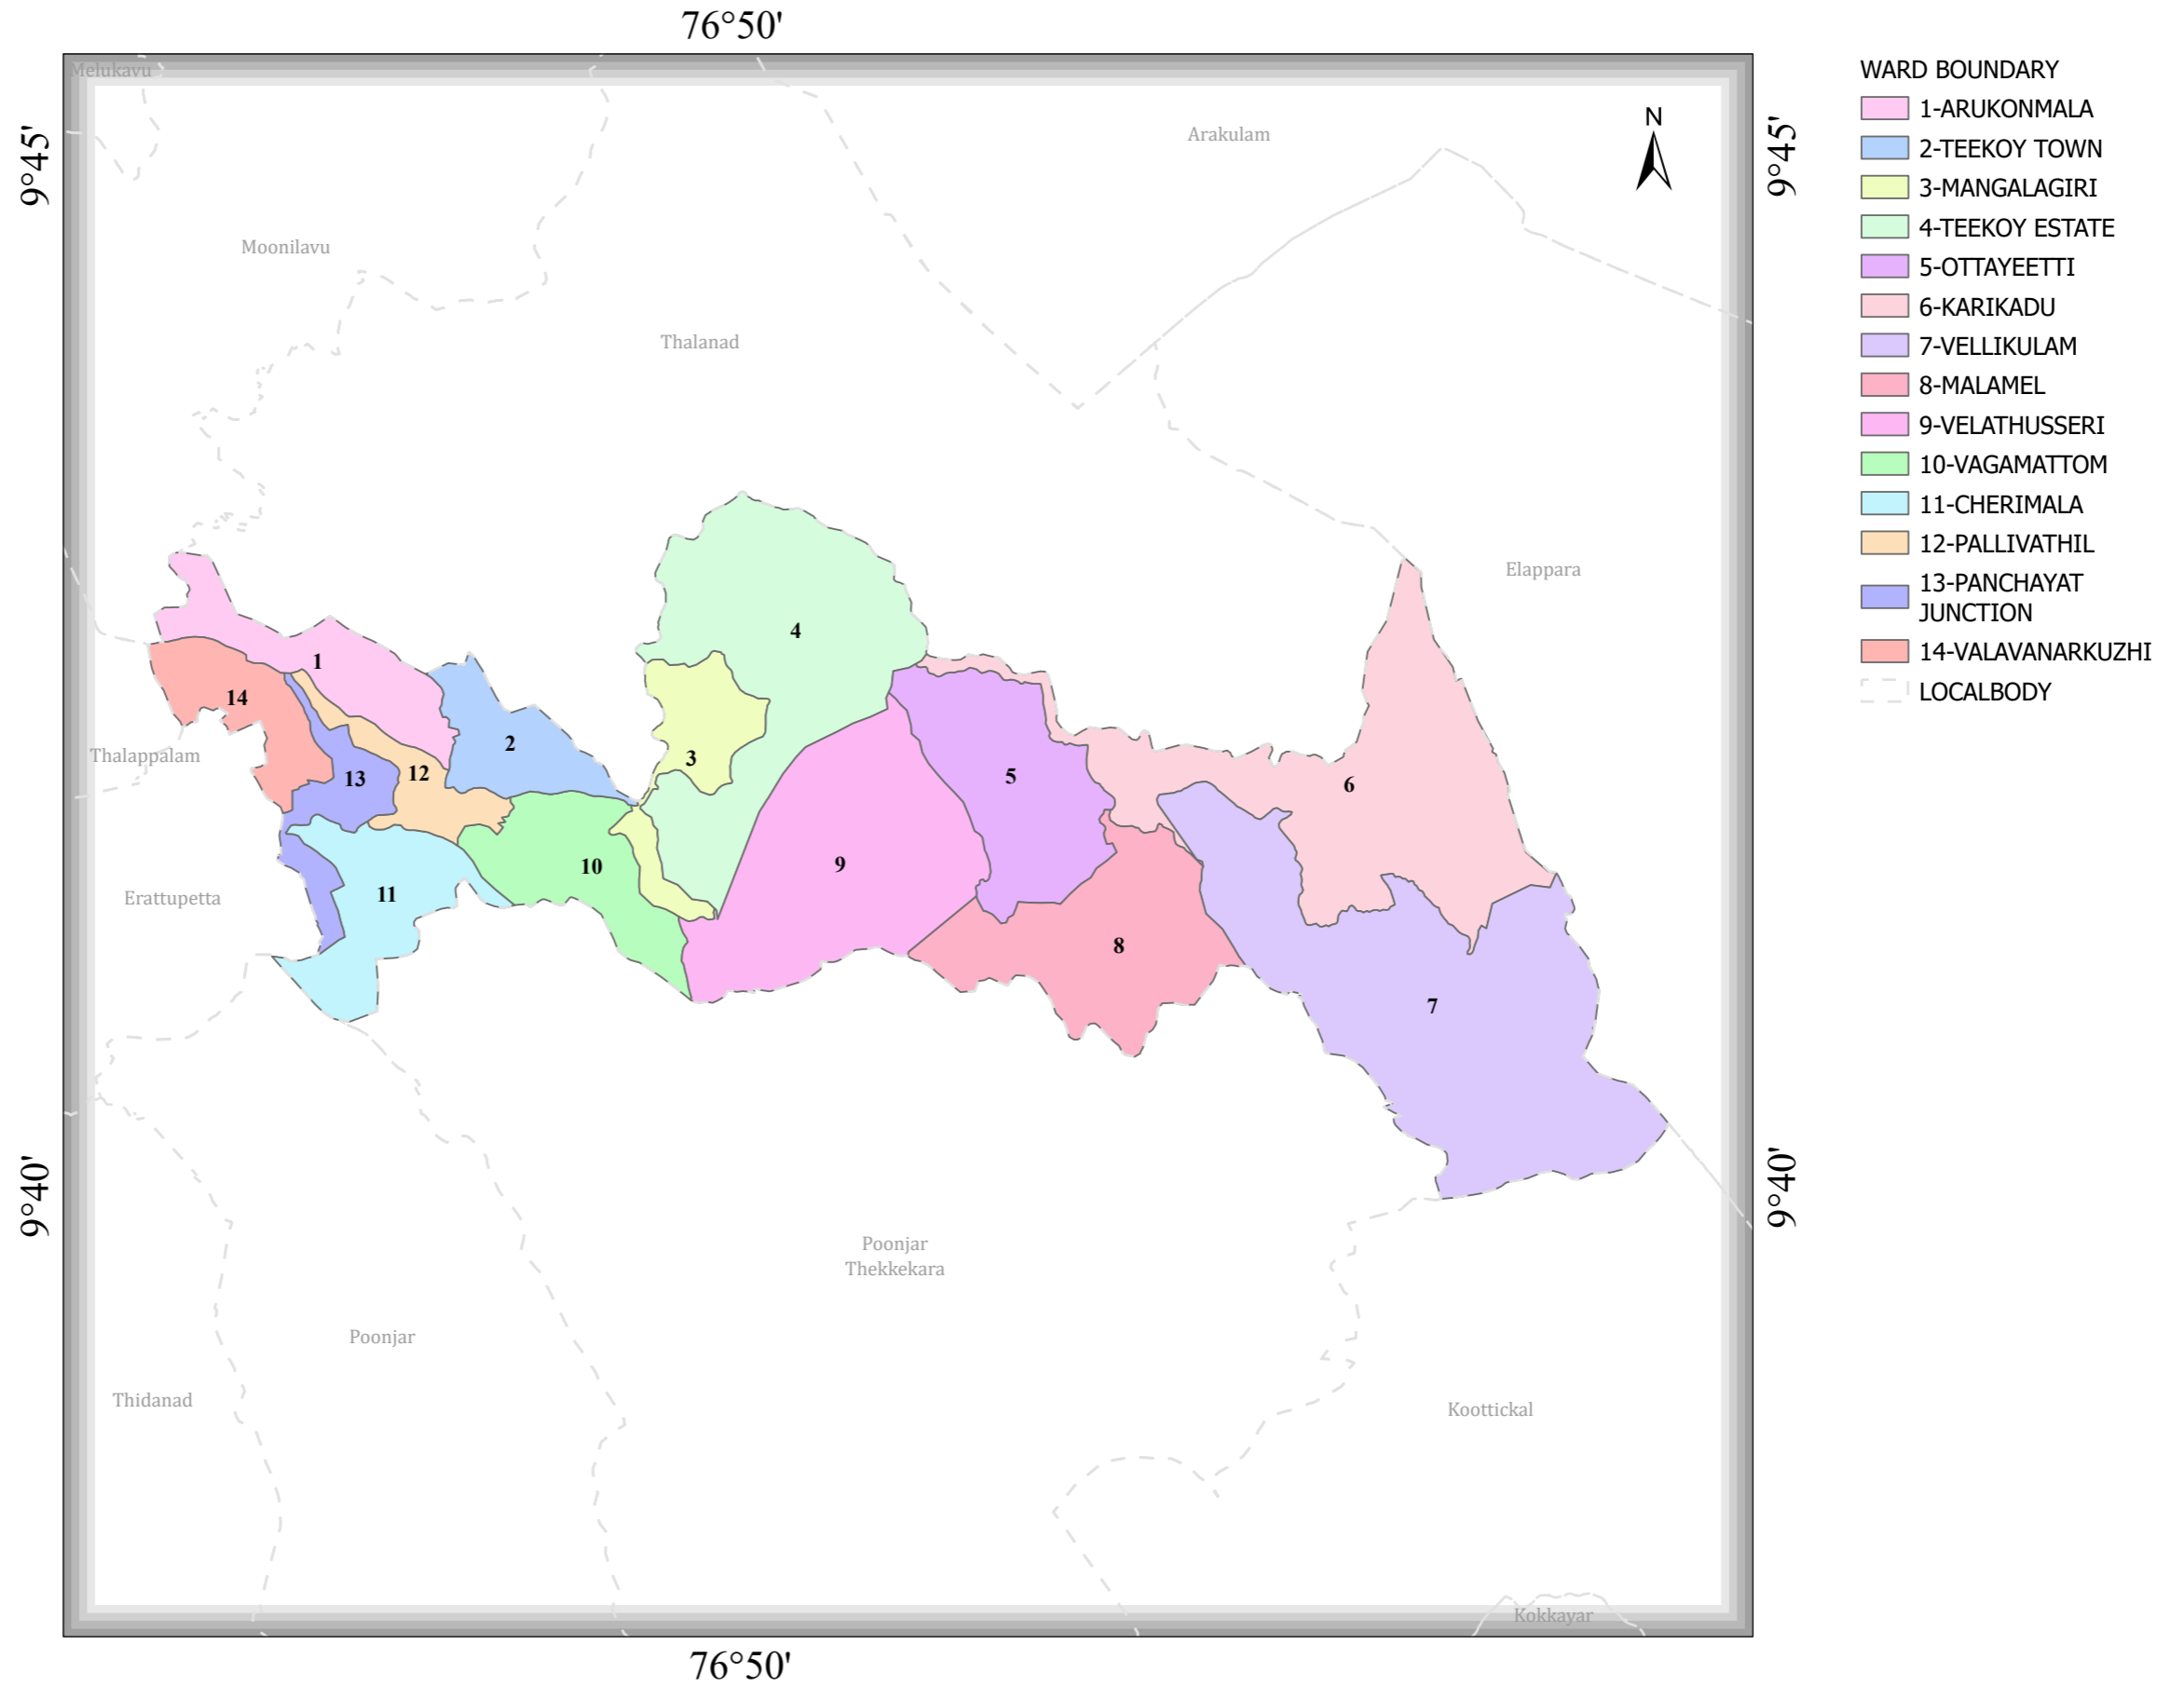 76°50'
WARD BOUNDARY
1-ARUKONMALA
2-TEEKOY TOWN
3-MANGALAGIRI
4-TEEKOY ESTATE
5-OTTAYEETTI
6-KARIKADU
7-VELLIKULAM
8-MALAMEL
9-VELATHUSSERI
10-VAGAMATTOM
11-CHERIMALA
12-PALLIVATHIL
13-PANCHAYAT
JUNCTION
14-VALAVANARKUZHI
LOCALBODY
Melukavu
N
Arakulam
9°45'
9°45'
Moonilavu
Thalanad
Elappara
4
1
14
2
Thalappalam
3
12
13
5
6
9
10
11
Erattupetta
8
7
9°40'
9°40'
Poonjar
Thekkekara
Poonjar
Thidanad
Koottickal
Kokkayar
76°50'